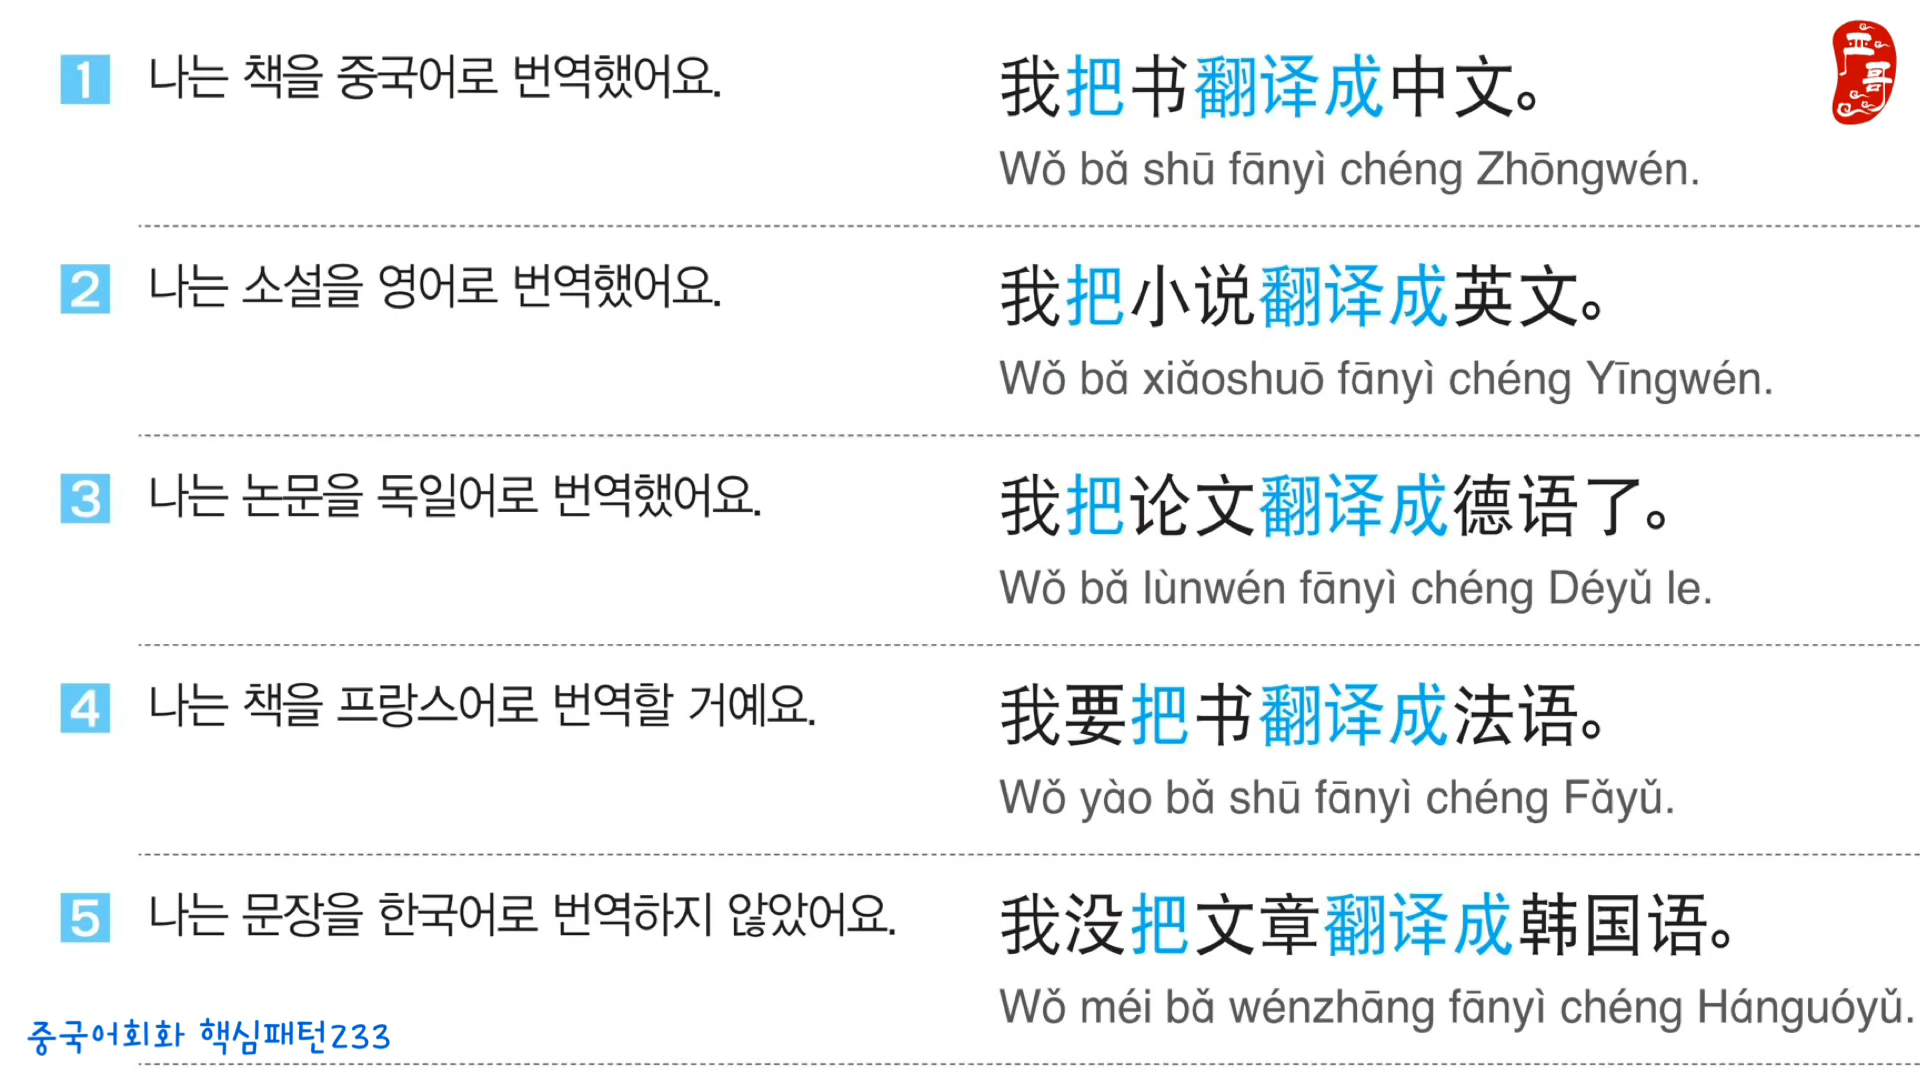 1 나는 책을 중국어로 번역했어요. 我把书翻译成中文。
Wǒ bǎ shū fānyì chéng Zhōngwén.
2 나는 소설을 영어로 번역했어요. 我把小说翻译成英文。
Wǒ bǎ xiǎoshuō fānyì chéng Yīngwén.
3 나는 논문을 독일어로 번역했어요. 我把论文翻译成德语了。
Wǒ bǎ lùnwén fānyì chéng Déyǔ le.
4 나는 책을 프랑스어로 번역할 거예요. 我要把书翻译成法语。
Wǒ yào bǎ shū fānyì chéng Fǎyǔ.
5 나는 문장을 한국어로 번역하지 않았어요. 我没把文章翻译成韩国语。
Wǒ méi bǎ wénzhāng fānyì chéng Hánguóyǔ.
중국어회화 핵심패턴233